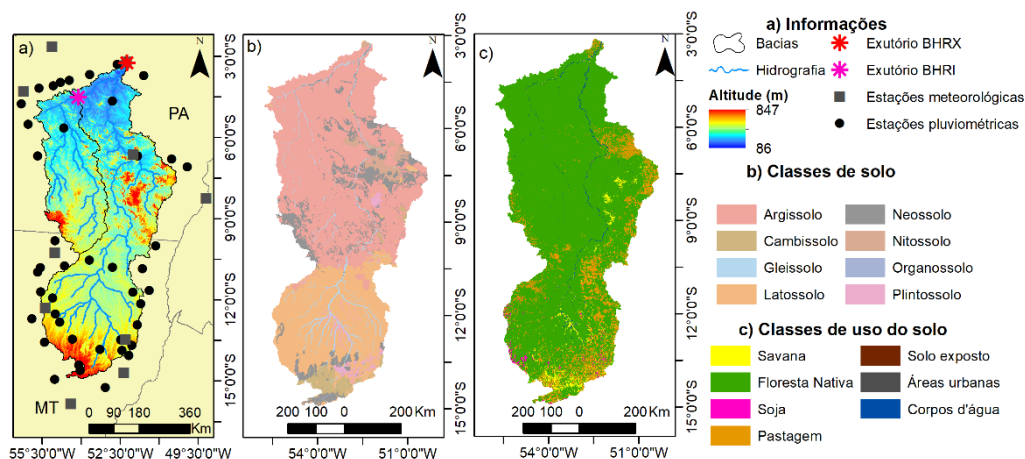 a)
N
3°0'0"S
6°0'0"S
9°0'0"S
12°0'0"S
15°0'0"S
PA
MT
0 90 180 360
Km
55°30'0"W 52°30'0"W 49°30'0"W
b)
N
3°0'0"S
6°0'0"S
9°0'0"S
12°0'0"S
15°0'0"S
200 100 0 200 Km
54°0'0"W 51°0'0"W
c)
N
3°0'0"S
6°0'0"S
9°0'0"S
12°0'0"S
15°0'0"S
200 100 0 200 Km
54°0'0"W 51°0'0"W
a) Informações
Bacias
Exutório BHRX
Hidrografia
Exutório BHRI
Altitude (m)
847
86
Estações meteorológicas
Estações pluviométricas
b) Classes de solo
Argissolo
Neossolo
Cambissolo
Nitossolo
Gleissolo
Organossolo
Latossolo
Plintossolo
c) Classes de uso do solo
Savana
Solo exposto
Floresta Nativa
Áreas urbanas
Soja
Corpos d'água
Pastagem